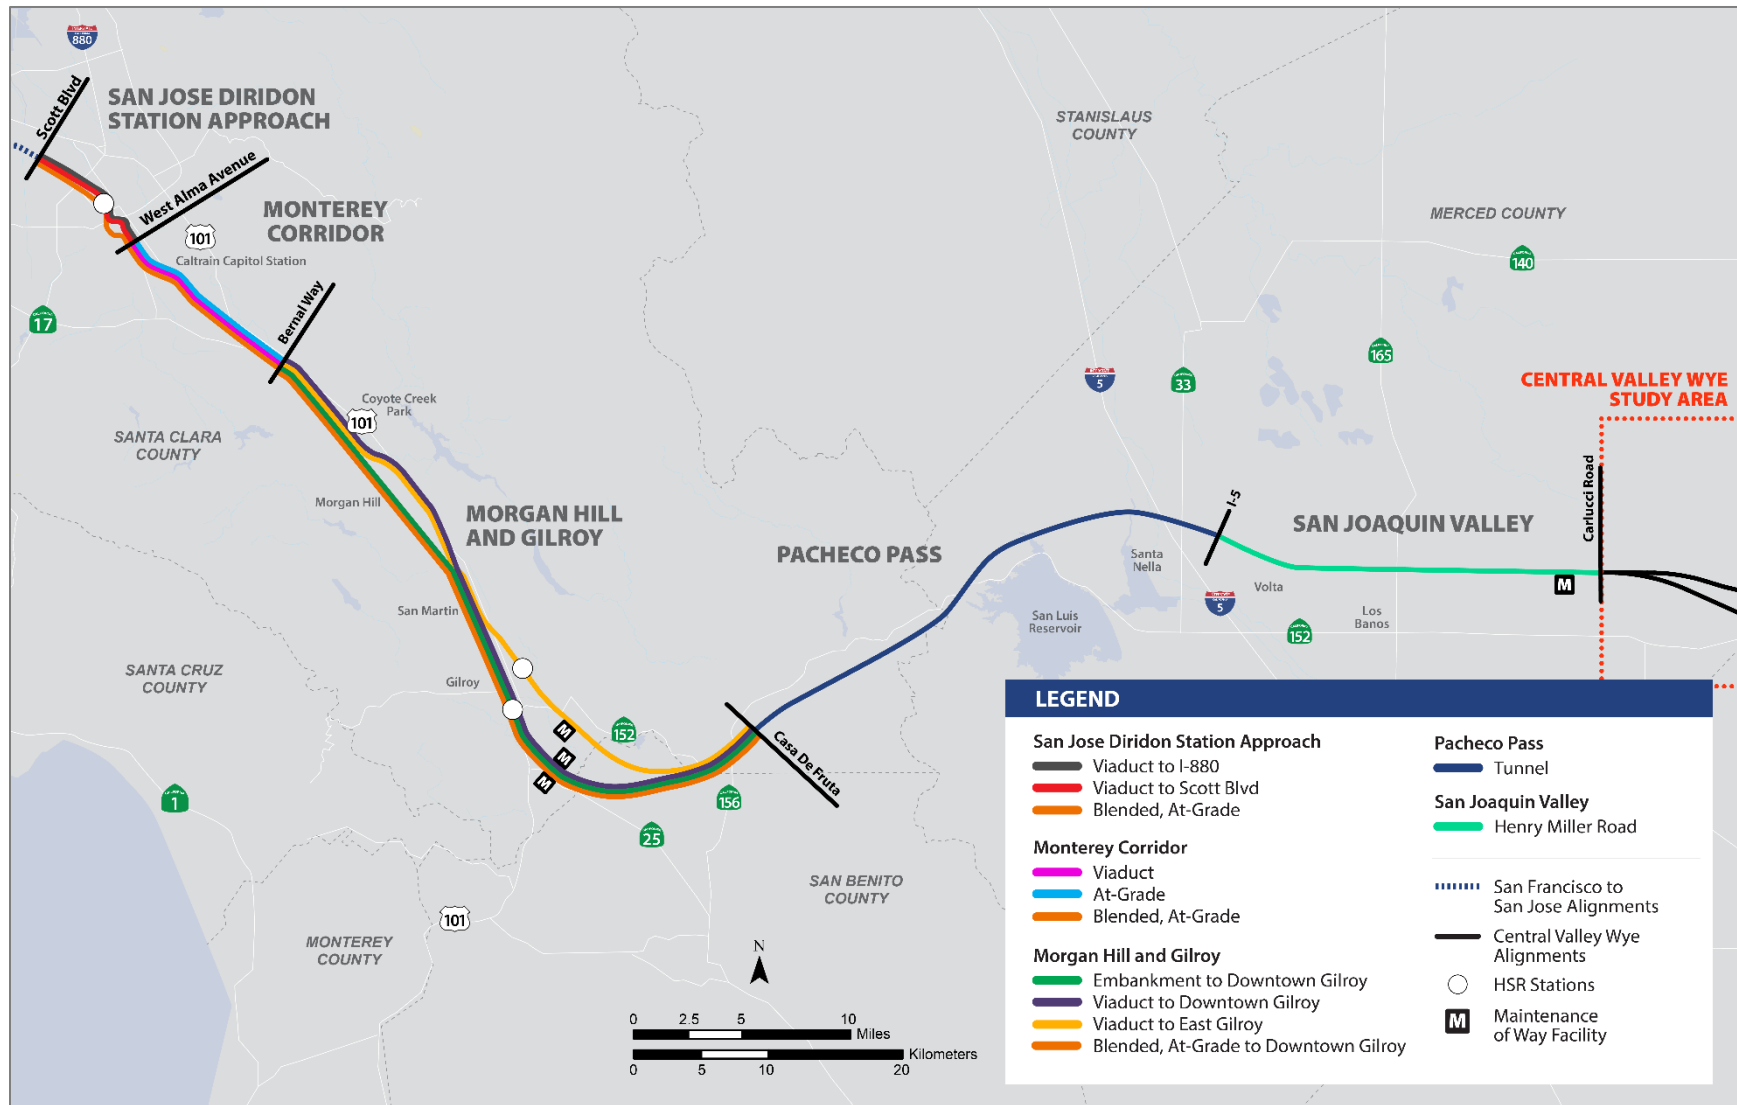 880
Scott Blvd
SAN JOSE DIRIDON
STATION APPROACH
West Alma Avenue
MONTEREY
CORRIDOR
101
Caltrain Capitol Station
Bernal Way
17
STANISLAUS
COUNTY
MERCED COUNTY
140
165
5
33
CENTRAL VALLEY WYE
STUDY AREA
Coyote Creek
Park
101
SANTA CLARA
COUNTY
Morgan Hill
MORGAN HILL
AND GILROY
PACHECO PASS
I-5
SAN JOAQUIN VALLEY
Carlucci Road
Santa
Nella
Volta
M
San Martin
San Luis
Reservoir
5
Los
Banos
152
SANTA CRUZ
COUNTY
Gilroy
M
152
M
M
Casa De Fruta
156
1
25
SAN BENITO
COUNTY
101
MONTEREY
COUNTY
N
0 2.5 5 10
Miles
Kilometers
0 5 10 20
LEGEND
San Jose Diridon Station Approach
Viaduct to I-880
Viaduct to Scott Blvd
Blended, At-Grade
Monterey Corridor
Viaduct
At-Grade
Blended, At-Grade
Morgan Hill and Gilroy
Embankment to Downtown Gilroy
Viaduct to Downtown Gilroy
Viaduct to East Gilroy
Blended, At-Grade to Downtown Gilroy
Pacheco Pass
Tunnel
San Joaquin Valley
Henry Miller Road
San Francisco to
San Jose Alignments
Central Valley Wye
Alignments
HSR Stations
M
Maintenance
of Way Facility